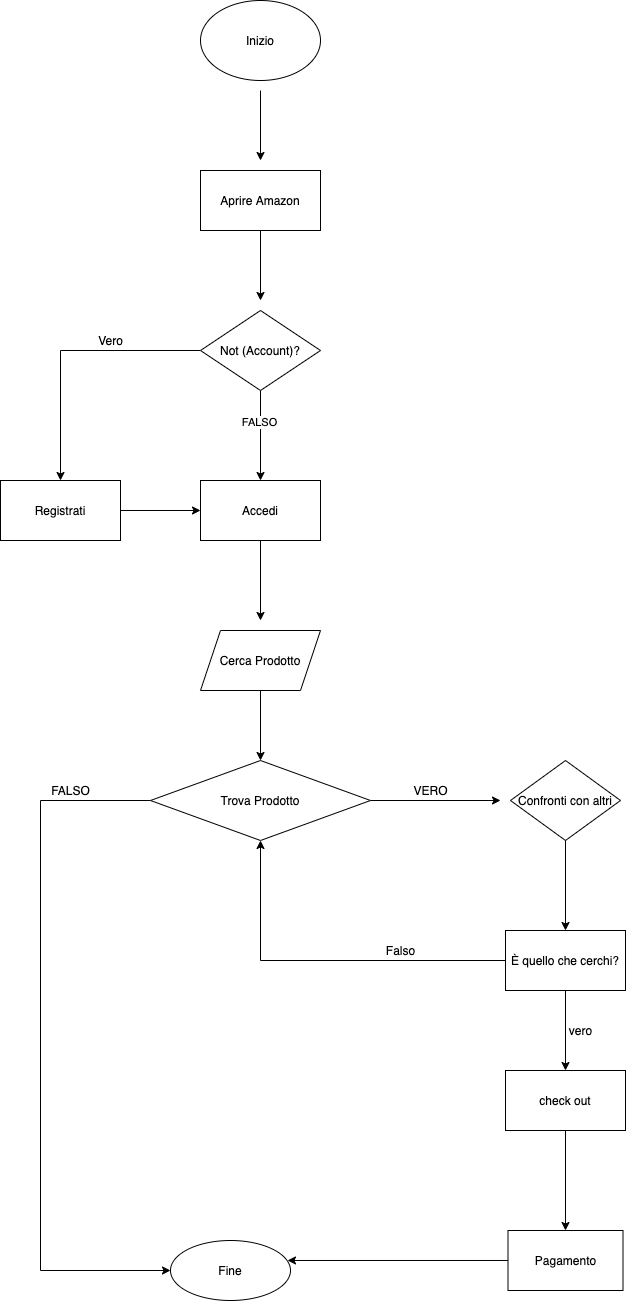 Inizio
Aprire Amazon
Vero
Not (Account)?
FALSO
Registrati
Accedi
Cerca Prodotto
FALSO
Trova Prodotto
VERO
Confronti con altri
Falso
È quello che cerchi?
vero
check out
Pagamento
Fine